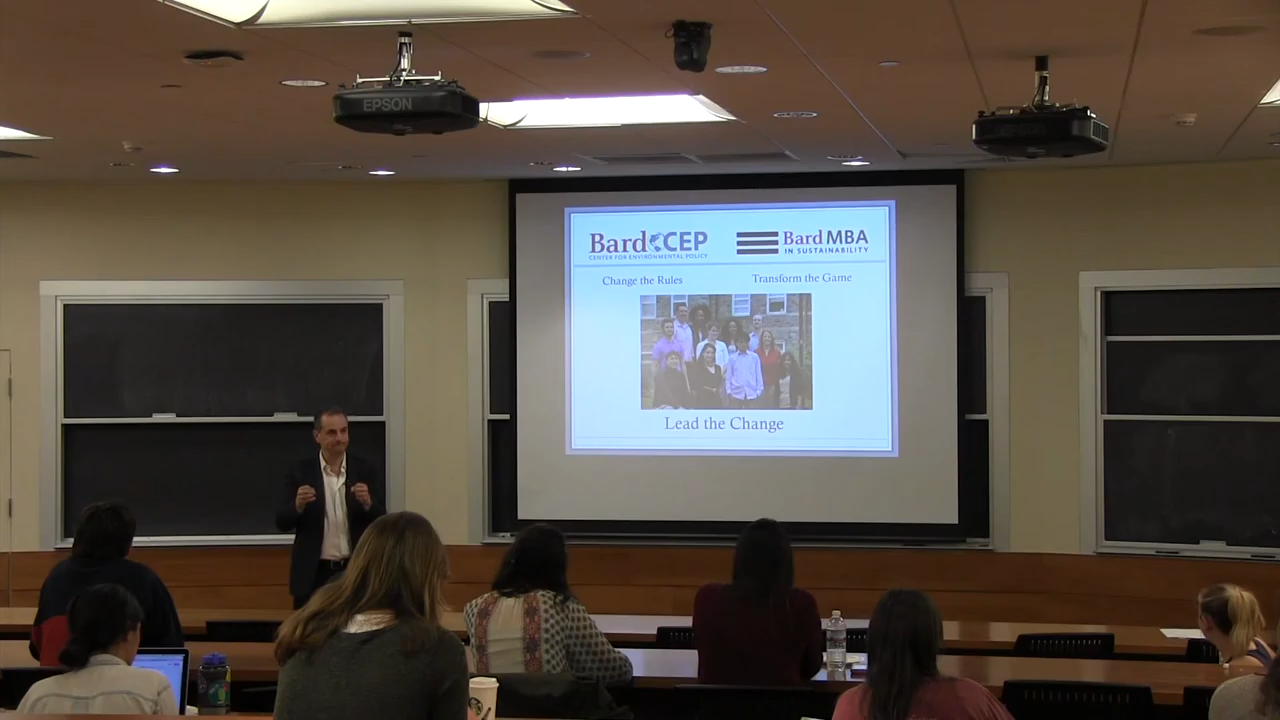 EPSON
Bard CEP
CENTER FOR ENVIRONMENTAL POLICY
Bard MBA
IN SUSTAINABILITY
Change the Rules
Transform the Game
Lead the Change